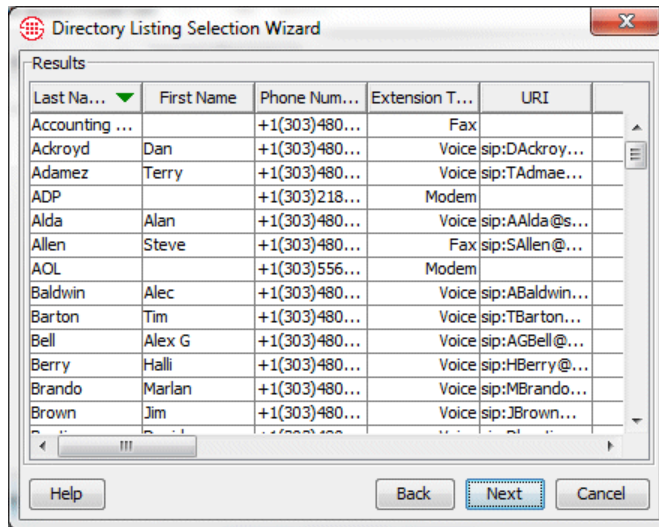 Directory Listing Selection Wizard
Results
Last Na... First Name Phone Num... Extension T... URI
Accounting ... +1(303)480... Fax
Ackroyd Dan +1(303)480... Voice sip:DAckroy...
Adamez Terry +1(303)480... Voice sip:TAdmae...
ADP +1(303)218... Modem
Alda Alan +1(303)480... Voice sip:AAlda@s...
Allen Steve +1(303)480... Fax sip:SAllen@...
AOL +1(303)556... Modem
Baldwin Alec +1(303)480... Voice sip:ABaldwin...
Barton Tim +1(303)480... Voice sip:TBarton...
Bell Alex G +1(303)480... Voice sip:AGBell@...
Berry Halli +1(303)480... Voice sip:HBerry@...
Brando Marlan +1(303)480... Voice sip:MBrando...
Brown Jim +1(303)480... Voice sip:JBrown...
Help Back Next Cancel